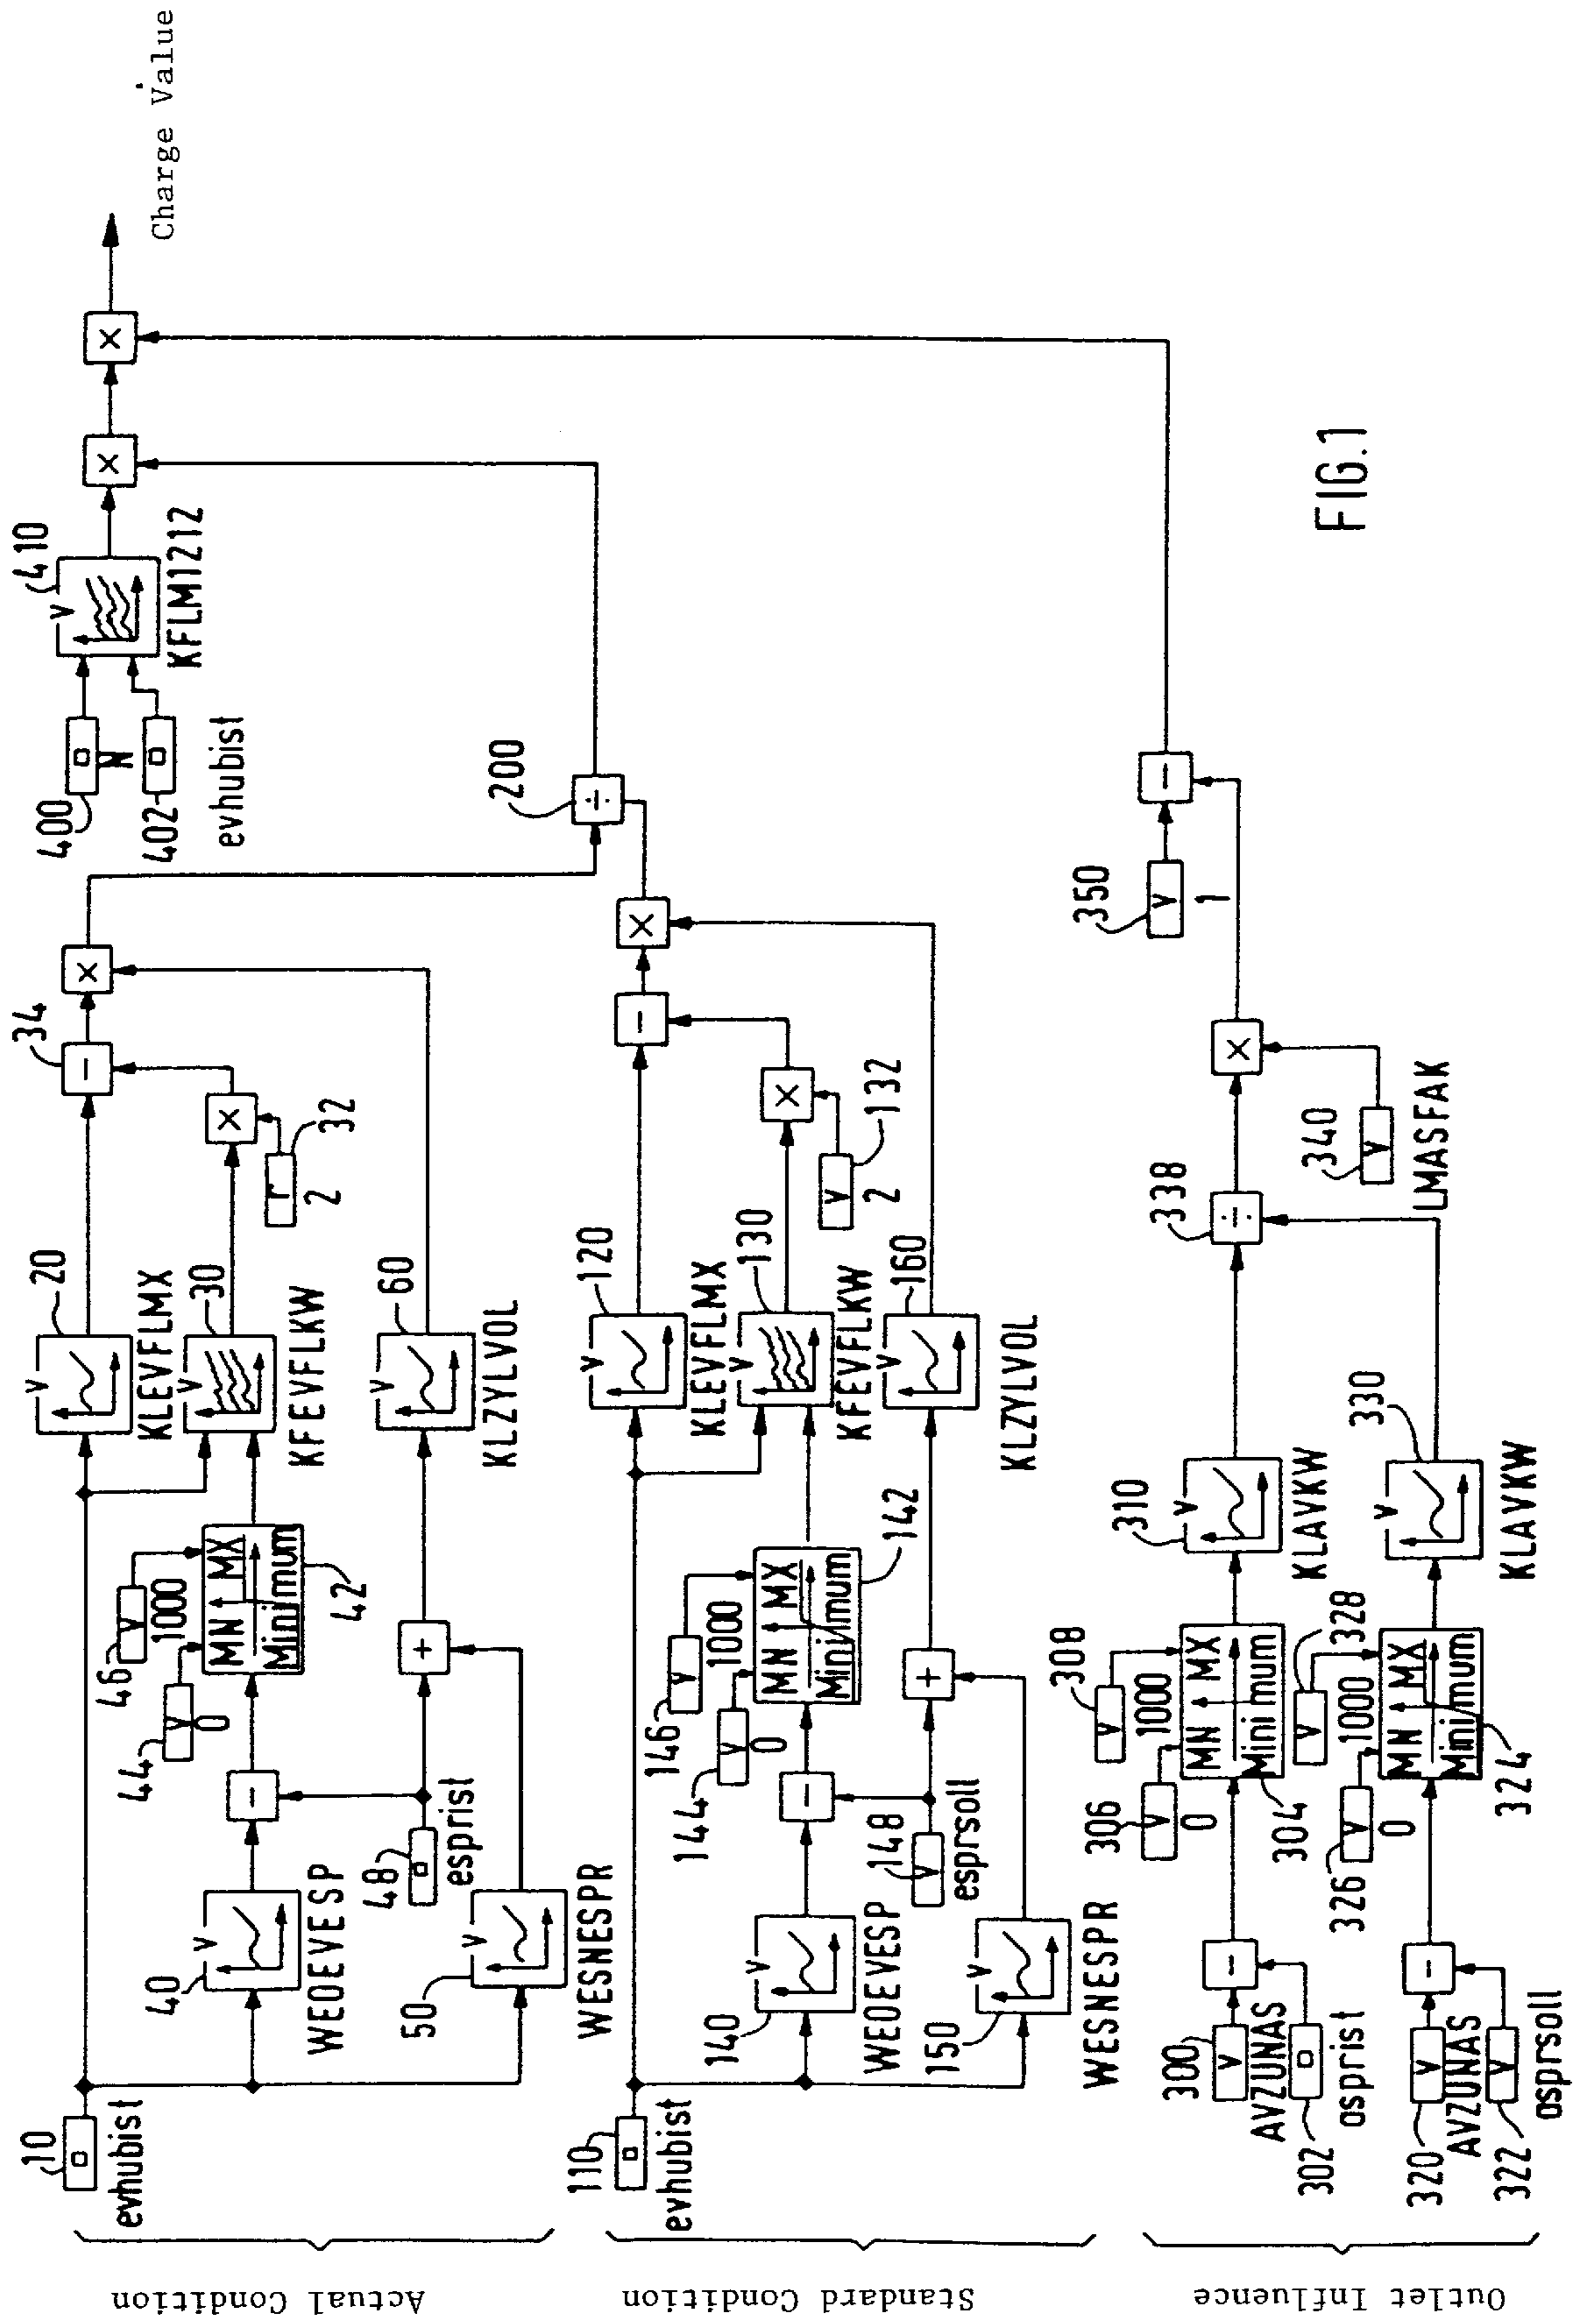 Charge Value
410
V
KFLM1212
400
N
402
evhubist
Actual Condition
10
evhubist
20
V
KLEVFLMX
30
V
KFEVFLKW
34
−
×
×
r
2
32
60
V
KLZYLVOL
46
V
1000
44
V
0
MN MX
Minimum
42
−
+
48
esprist
40
V
WEOEVESP
50
V
WESNESPR
200
÷
×
×
Standard Condition
110
evhubist
120
V
KLEVFLMX
130
V
KFEVFLKW
−
×
×
V
2
132
160
V
KLZYLVOL
146
V
1000
144
V
0
MN MX
Minimum
142
−
+
148
V
esprsoll
140
V
WEOEVESP
150
V
WESNESPR
Outlet Influence
300
V
AVZUNAS
302
osprist
−
306
V
0
308
V
1000
MN MX
Minimum
304
310
V
KLAVKW
338
÷
×
340
V
LMASFAK
350
V
1
−
320
V
AVZUNAS
322
V
osprsoll
−
326
V
0
328
V
1000
MN MX
Minimum
324
330
V
KLAVKW
FIG.1